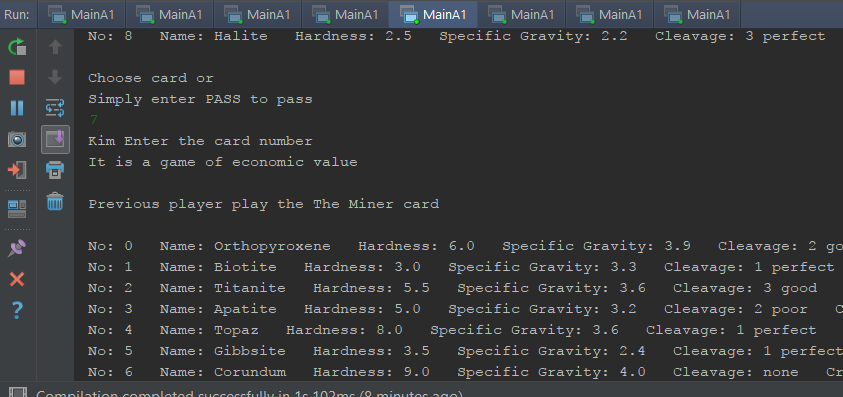 Run: MainA1 MainA1 MainA1 MainA1 MainA1 MainA1 MainA1 MainA1
No: 8 Name: Halite Hardness: 2.5 Specific Gravity: 2.2 Cleavage: 3 perfect
Choose card or
Simply enter PASS to pass
7
Kim Enter the card number
It is a game of economic value
Previous player play the The Miner card
No: 0 Name: Orthopyroxene Hardness: 6.0 Specific Gravity: 3.9 Cleavage: 2 go
No: 1 Name: Biotite Hardness: 3.0 Specific Gravity: 3.3 Cleavage: 1 perfect
No: 2 Name: Titanite Hardness: 5.5 Specific Gravity: 3.6 Cleavage: 3 good
No: 3 Name: Apatite Hardness: 5.0 Specific Gravity: 3.2 Cleavage: 2 poor C
No: 4 Name: Topaz Hardness: 8.0 Specific Gravity: 3.6 Cleavage: 1 perfect
No: 5 Name: Gibbsite Hardness: 3.5 Specific Gravity: 2.4 Cleavage: 1 perfect
No: 6 Name: Corundum Hardness: 9.0 Specific Gravity: 4.0 Cleavage: none Cr
Compilation completed successfully in 1s 102ms (8 minutes ago)